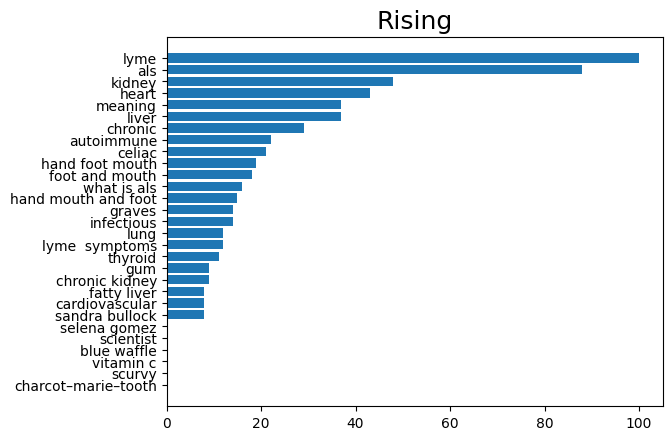 Rising
lyme
als
kidney
heart
meaning
liver
chronic
autoimmune
celiac
hand foot mouth
foot and mouth
what is als
hand mouth and foot
graves
infectious
lung
lyme  symptoms
thyroid
gum
chronic kidney
fatty liver
cardiovascular
sandra bullock
selena gomez
scientist
blue waffle
vitamin c
scurvy
charcot–marie–tooth
0 20 40 60 80 100